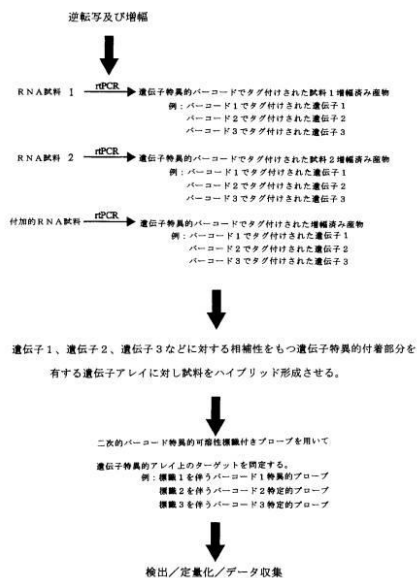 逆転写及び増幅
RNA試料 1 rtPCR 遺伝子特異的バーコードでタグ付けされた試料1増幅済み産物
例:バーコード1でタグ付けされた遺伝子1
バーコード2でタグ付けされた遺伝子2
バーコード3でタグ付けされた遺伝子3
RNA試料 2 rtPCR 遺伝子特異的バーコードでタグ付けされた試料2増幅済み産物
例:バーコード1でタグ付けされた遺伝子1
バーコード2でタグ付けされた遺伝子2
バーコード3でタグ付けされた遺伝子3
付加的RNA試料 rtPCR 遺伝子特異的バーコードでタグ付けされた増幅済み産物
例:バーコード1でタグ付けされた遺伝子1
バーコード2でタグ付けされた遺伝子2
バーコード3でタグ付けされた遺伝子3
遺伝子1、遺伝子2、遺伝子3などに対する相補性をもつ遺伝子特異的付着部分を
有する遺伝子アレイに対し試料をハイブリッド形成させる。
二次的バーコード特異的可溶性標識付きプローブを用いて
遺伝子特異的アレイ上のターゲットを同定する。
例:標識1を伴うバーコード1特異的プローブ
標識2を伴うバーコード2特定的プローブ
標識3を伴うバーコード3特定的プローブ
検出/定量化/データ収集